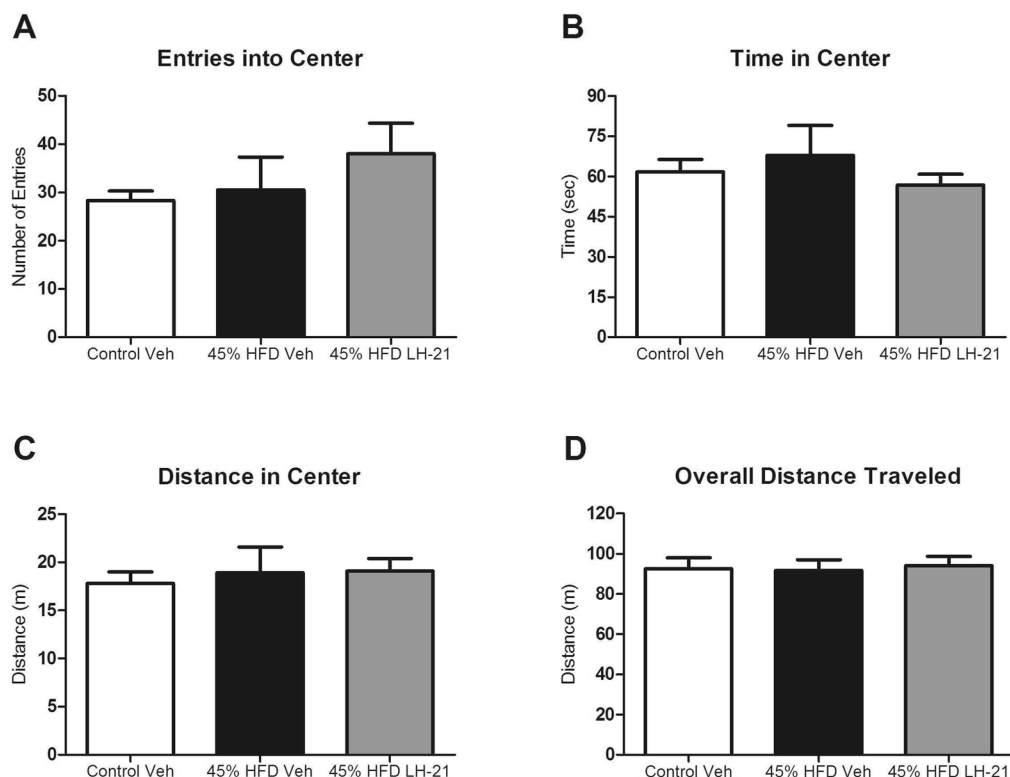 A
Entries into Center
Number of Entries
50
40
30
20
10
0
Control Veh
45% HFD Veh
45% HFD LH-21
B
Time in Center
Time (sec)
90
75
60
45
30
15
0
Control Veh
45% HFD Veh
45% HFD LH-21
C
Distance in Center
Distance (m)
25
20
15
10
5
0
Control Veh
45% HFD Veh
45% HFD LH-21
D
Overall Distance Traveled
Distance (m)
120
100
80
60
40
20
0
Control Veh
45% HFD Veh
45% HFD LH-21